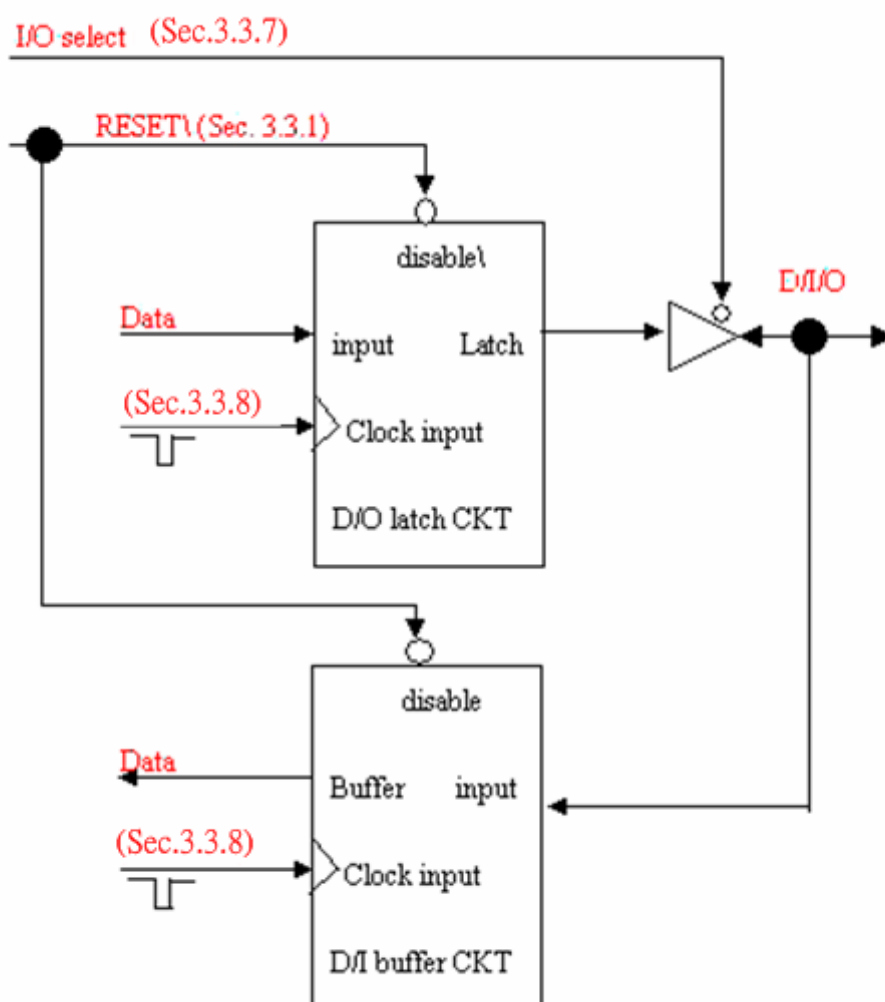 I/O select (Sec.3.3.7)
RESET\ (Sec. 3.3.1)
disable\
D/I/O
Data
input Latch
(Sec.3.3.8)
Clock input
D/O latch CKT
disable
Data
Buffer input
(Sec.3.3.8)
Clock input
D/I buffer CKT